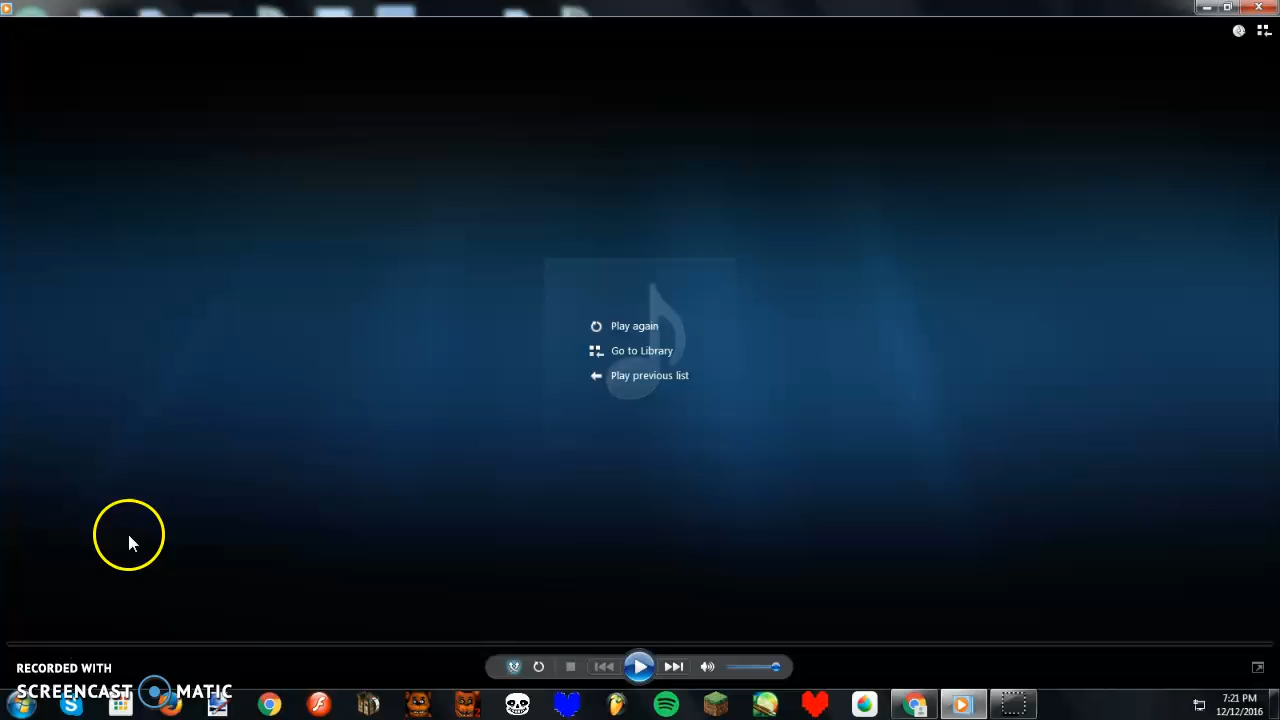 Play again
Go to Library
Play previous list
RECORDED WITH
SCREENCAST MATIC
7:21 PM
12/12/2016